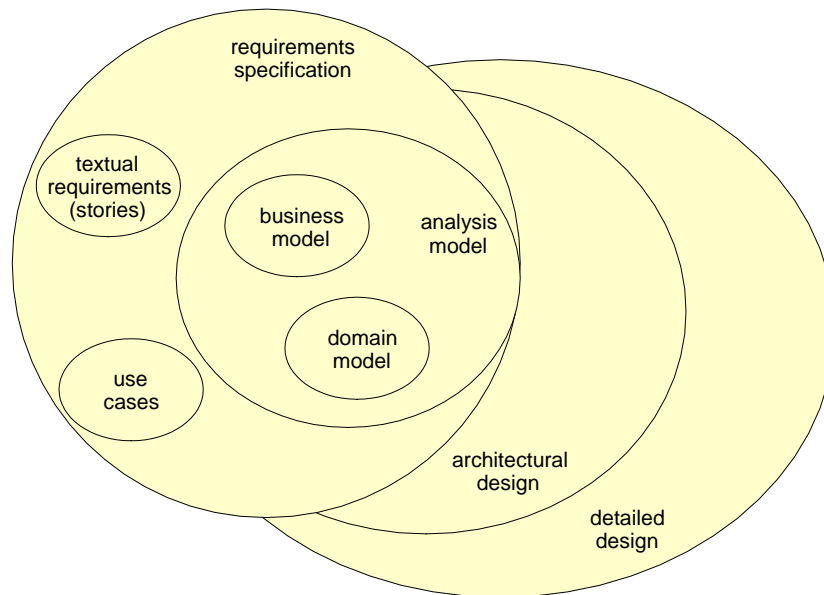 requirements
specification
textual
requirements
(stories)
business
model
analysis
model
domain
model
use
cases
architectural
design
detailed
design